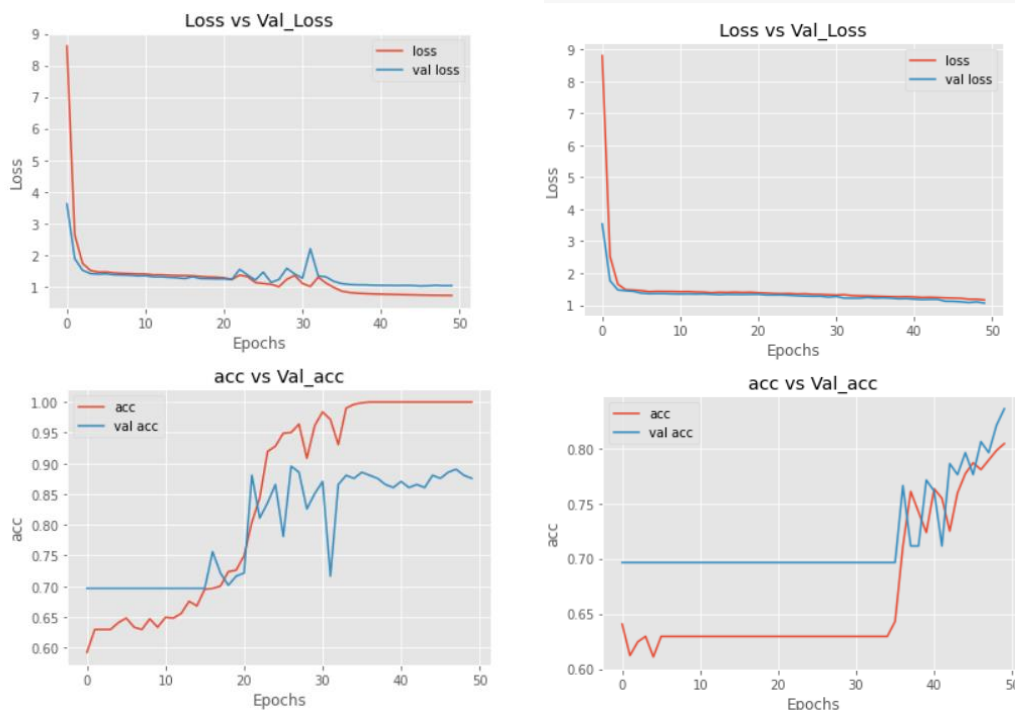 Loss vs Val_Loss
9
8
7
6
5
4
3
2
1
Loss
loss
val loss
0 10 20 30 40 50
Epochs
Loss vs Val_Loss
9
8
7
6
5
4
3
2
1
Loss
loss
val loss
0 10 20 30 40 50
Epochs
acc vs Val_acc
1.00
0.95
0.90
0.85
0.80
0.75
0.70
0.65
0.60
acc
acc
val acc
0 10 20 30 40 50
Epochs
acc vs Val_acc
0.80
0.75
0.70
0.65
0.60
acc
acc
val acc
0 10 20 30 40 50
Epochs